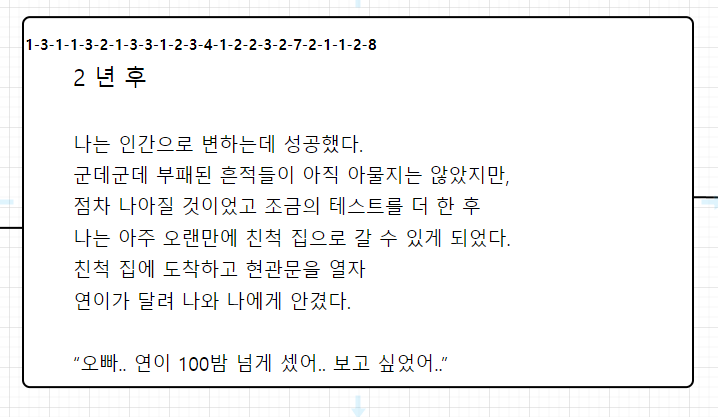 1-3-1-1-3-2-1-3-3-1-2-3-4-1-2-2-3-2-7-2-1-1-2-8
2 년 후
나는 인간으로 변하는데 성공했다.
군데군데 부패된 흔적들이 아직 아물지는 않았지만,
점차 나아질 것이었고 조금의 테스트를 더 한 후
나는 아주 오랜만에 친척 집으로 갈 수 있게 되었다.
친척 집에 도착하고 현관문을 열자
연이가 달려 나와 나에게 안겼다.
“오빠.. 연이 100밤 넘게 셌어.. 보고 싶었어..”